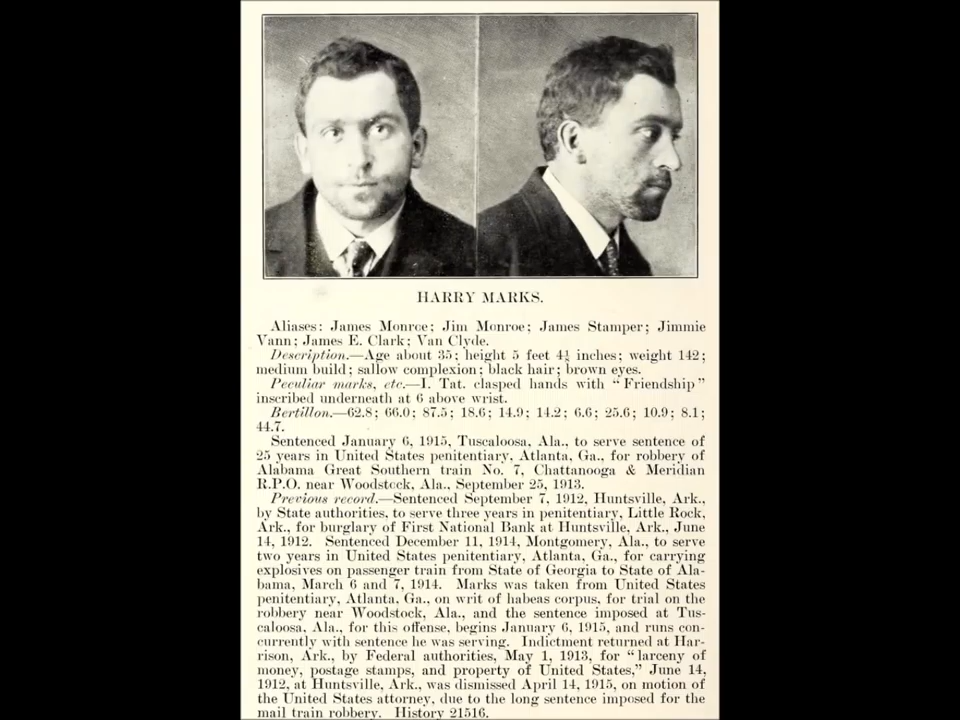 HARRY MARKS.
Aliases: James Monroe; Jim Monroe; James Stamper; Jimmie
Vann; James E. Clark; Van Clyde.
Description.—Age about 35; height 5 feet 4½ inches; weight 142;
medium build; sallow complexion; black hair; brown eyes.
Peculiar marks, etc.—I. Tat. clasped hands with “Friendship”
inscribed underneath at 6 above wrist.
Bertillon.—62.8; 66.0; 87.5; 18.6; 14.9; 14.2; 6.6; 25.6; 10.9; 8.1;
44.7.
Sentenced January 6, 1915, Tuscaloosa, Ala., to serve sentence of
25 years in United States penitentiary, Atlanta, Ga., for robbery of
Alabama Great Southern train No. 7, Chattanooga & Meridian
R.P.O. near Woodstock, Ala., September 25, 1913.
Previous record.—Sentenced September 7, 1912, Huntsville, Ark.,
by State authorities, to serve three years in penitentiary, Little Rock,
Ark., for burglary of First National Bank at Huntsville, Ark., June
14, 1912. Sentenced December 11, 1914, Montgomery, Ala., to serve
two years in United States penitentiary, Atlanta, Ga., for carrying
explosives on passenger train from State of Georgia to State of Ala-
bama, March 6 and 7, 1914. Marks was taken from United States
penitentiary, Atlanta, Ga., on writ of habeas corpus, for trial on the
robbery near Woodstock, Ala., and the sentence imposed at Tus-
caloosa, Ala., for this offense, begins January 6, 1915, and runs con-
currently with sentence he was serving. Indictment returned at Har-
rison, Ark., by Federal authorities, May 1, 1913, for “larceny of
money, postage stamps, and property of United States,” June 14,
1912, at Huntsville, Ark., was dismissed April 14, 1915, on motion of
the United States attorney, due to the long sentence imposed for the
mail train robbery. History 21516.